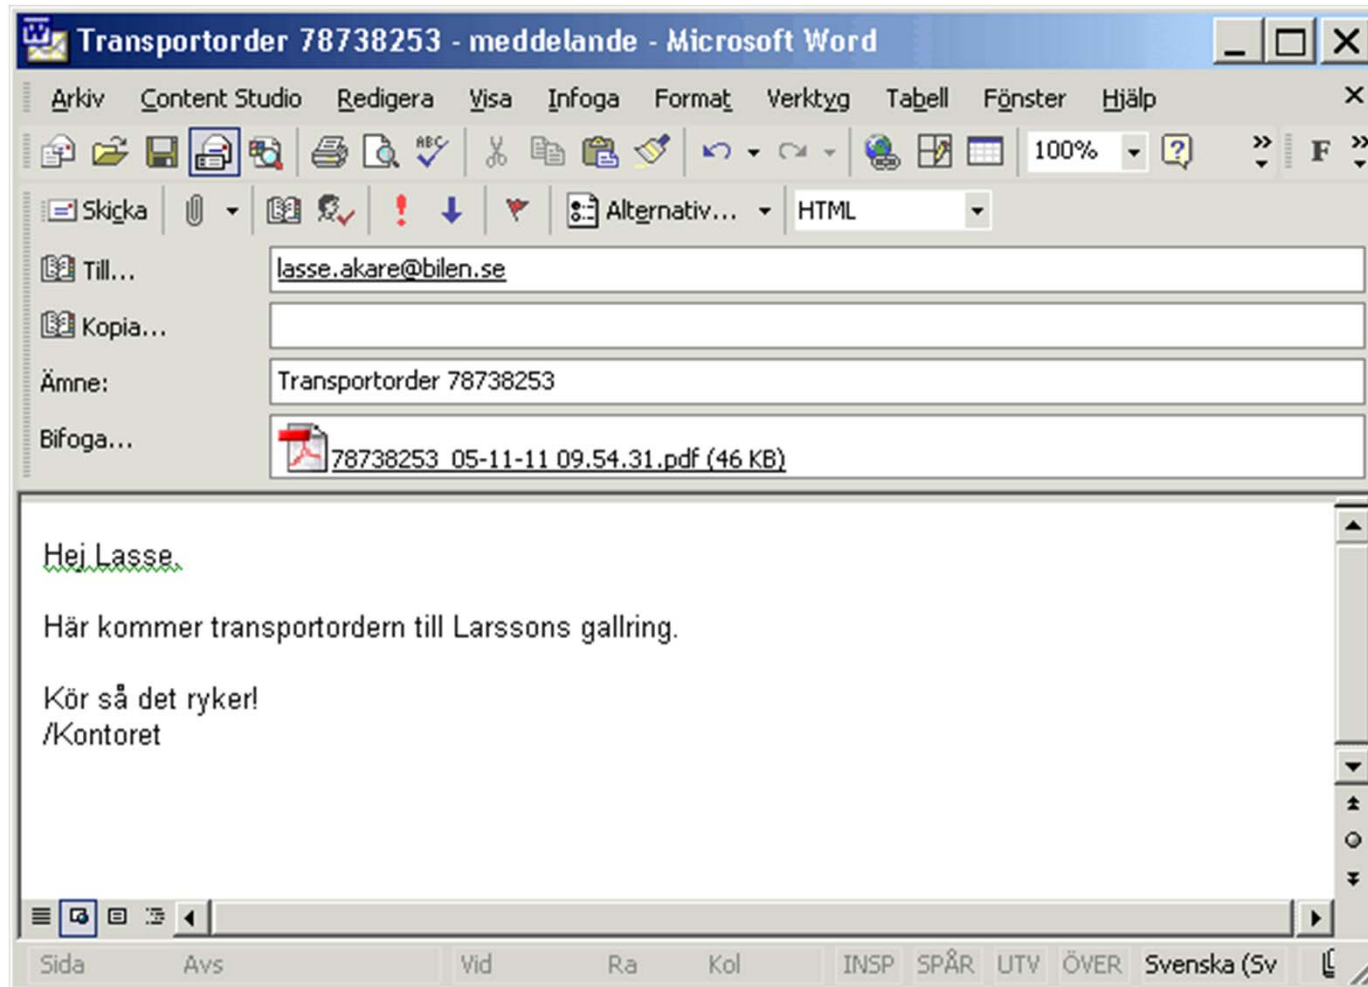 Transportorder 78738253 - meddelande - Microsoft Word
Arkiv Content Studio Redigera Visa Infoga Format Verktyg Tabell Fönster Hjälp
ABC 100% F
Skicka Alternativ... HTML
Till... lasse.akare@bilen.se
Kopia...
Ämne: Transportorder 78738253
Bifoga... 78738253_05-11-11 09.54.31.pdf (46 KB)
Hej Lasse,
Här kommer transportordern till Larssons gallring.
Kör så det ryker!
/Kontoret
Sida Avs Vid Ra Kol INSP SPÅR UTV ÖVER Svenska (Sv